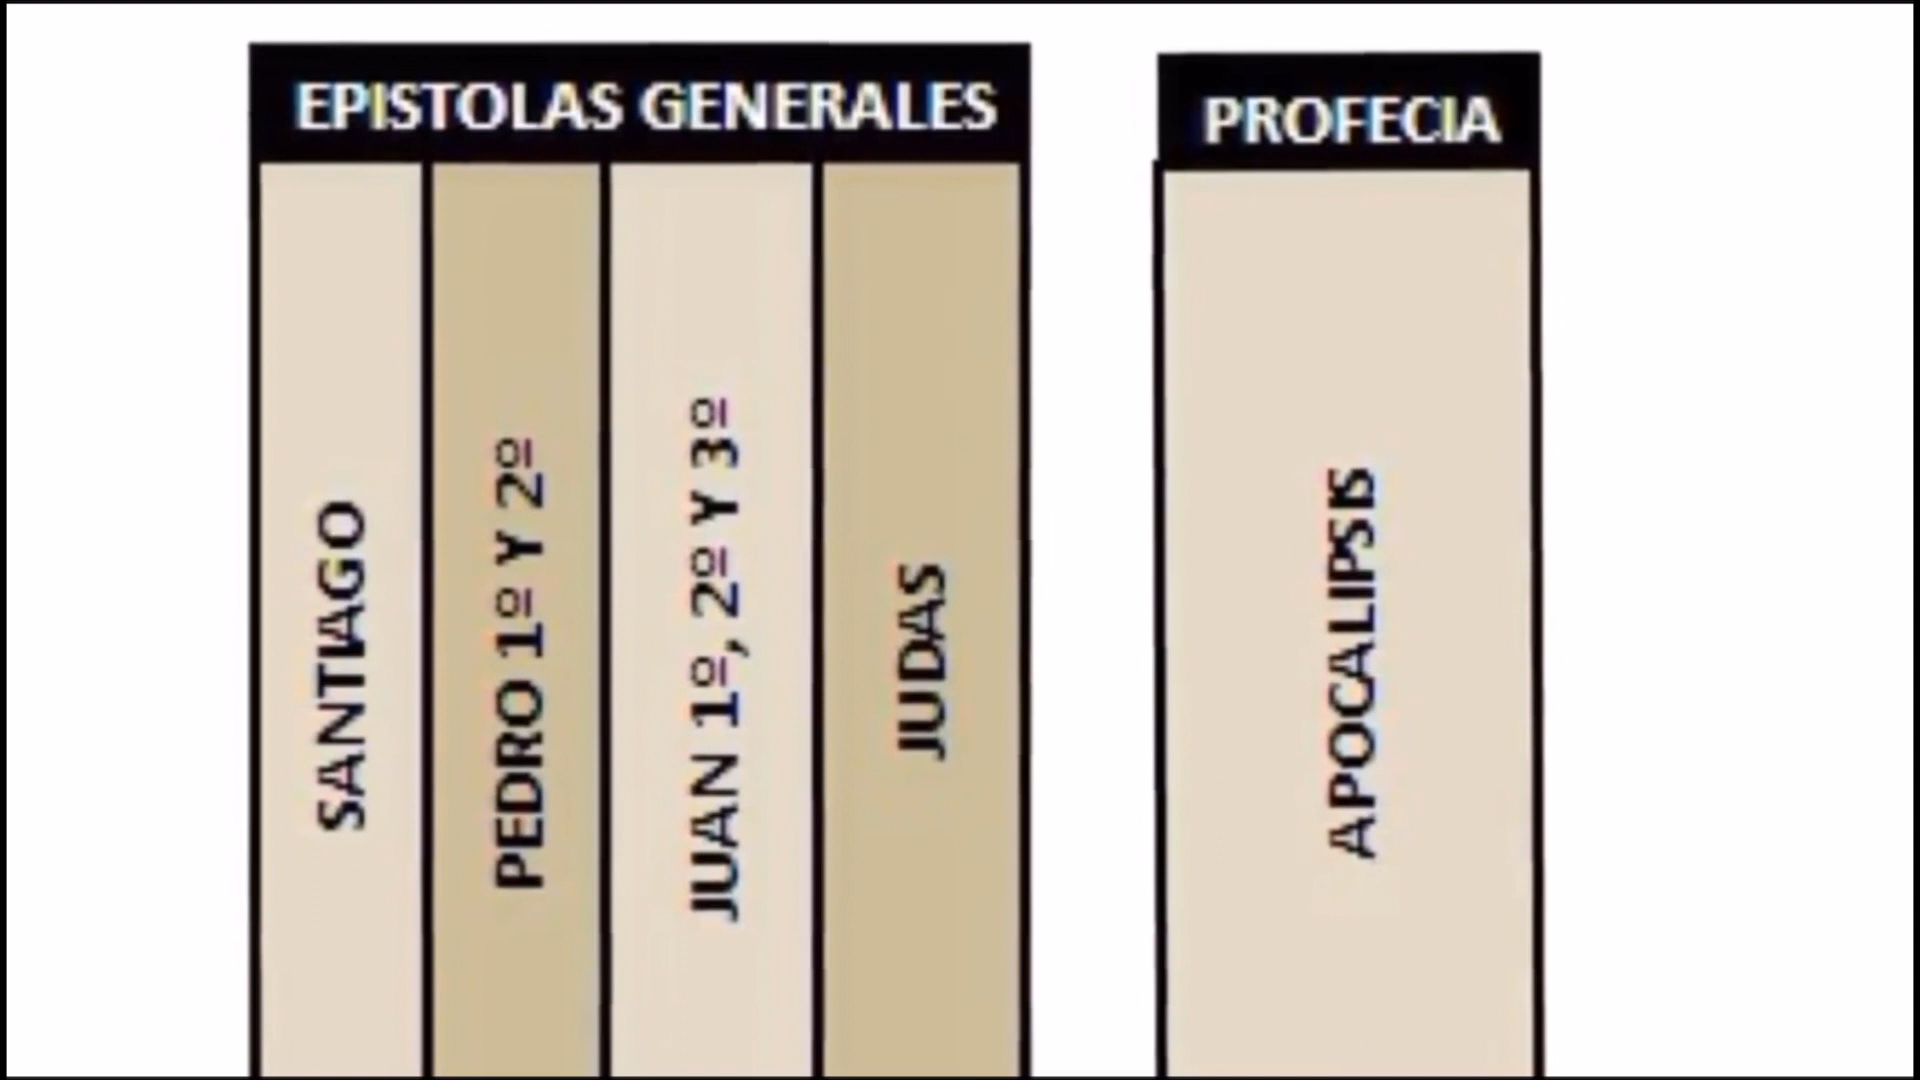 EPISTOLAS GENERALES
SANTIAGO
PEDRO 1º Y 2º
JUAN 1º, 2º Y 3º
JUDAS
PROFECIA
APOCALIPSIS